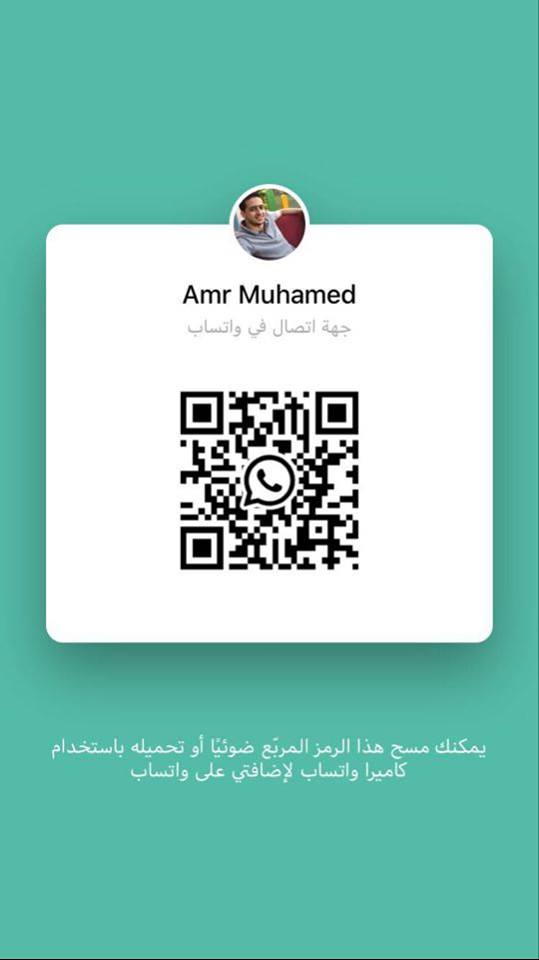 Amr Muhamed
جهة اتصال في واتساب
يمكنك مسح هذا الرمز المربّع ضوئيًا أو تحميله باستخدام
كاميرا واتساب لإضافتي على واتساب